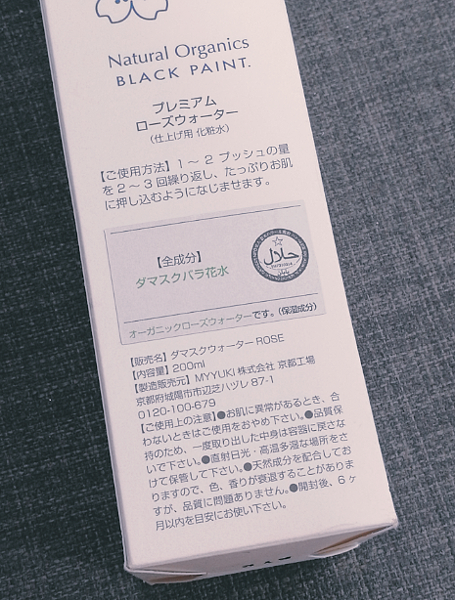 Natural Organics
BLACK PAINT.
プレミアム
ローズウォーター
(仕上げ用 化粧水)
【ご使用方法】1〜2プッシュの量
を2〜3回繰り返し、たっぷりお肌
に押し込むようになじませます。
【全成分】
ダマスクバラ花水
حلال
オーガニックローズウォーターです。(保湿成分)
【販売名】ダマスクウォーター ROSE
【内容量】200ml
【製造販売元】MYYUKI 株式会社 京都工場
京都府城陽市市辺芝ハヅレ 87-1
0120-100-679
【ご使用上の注意】●お肌に異常があるとき、合
わないときはご使用をおやめ下さい。●品質保
持のため、一度取り出した中身は容器に戻さな
いで下さい。●直射日光・高温多湿な場所をさ
けて保管して下さい。●天然成分を配合してお
りますので、色、香りが衰退することがありま
すが、品質に問題ありません。●開封後、6ヶ
月以内を目安にお使い下さい。